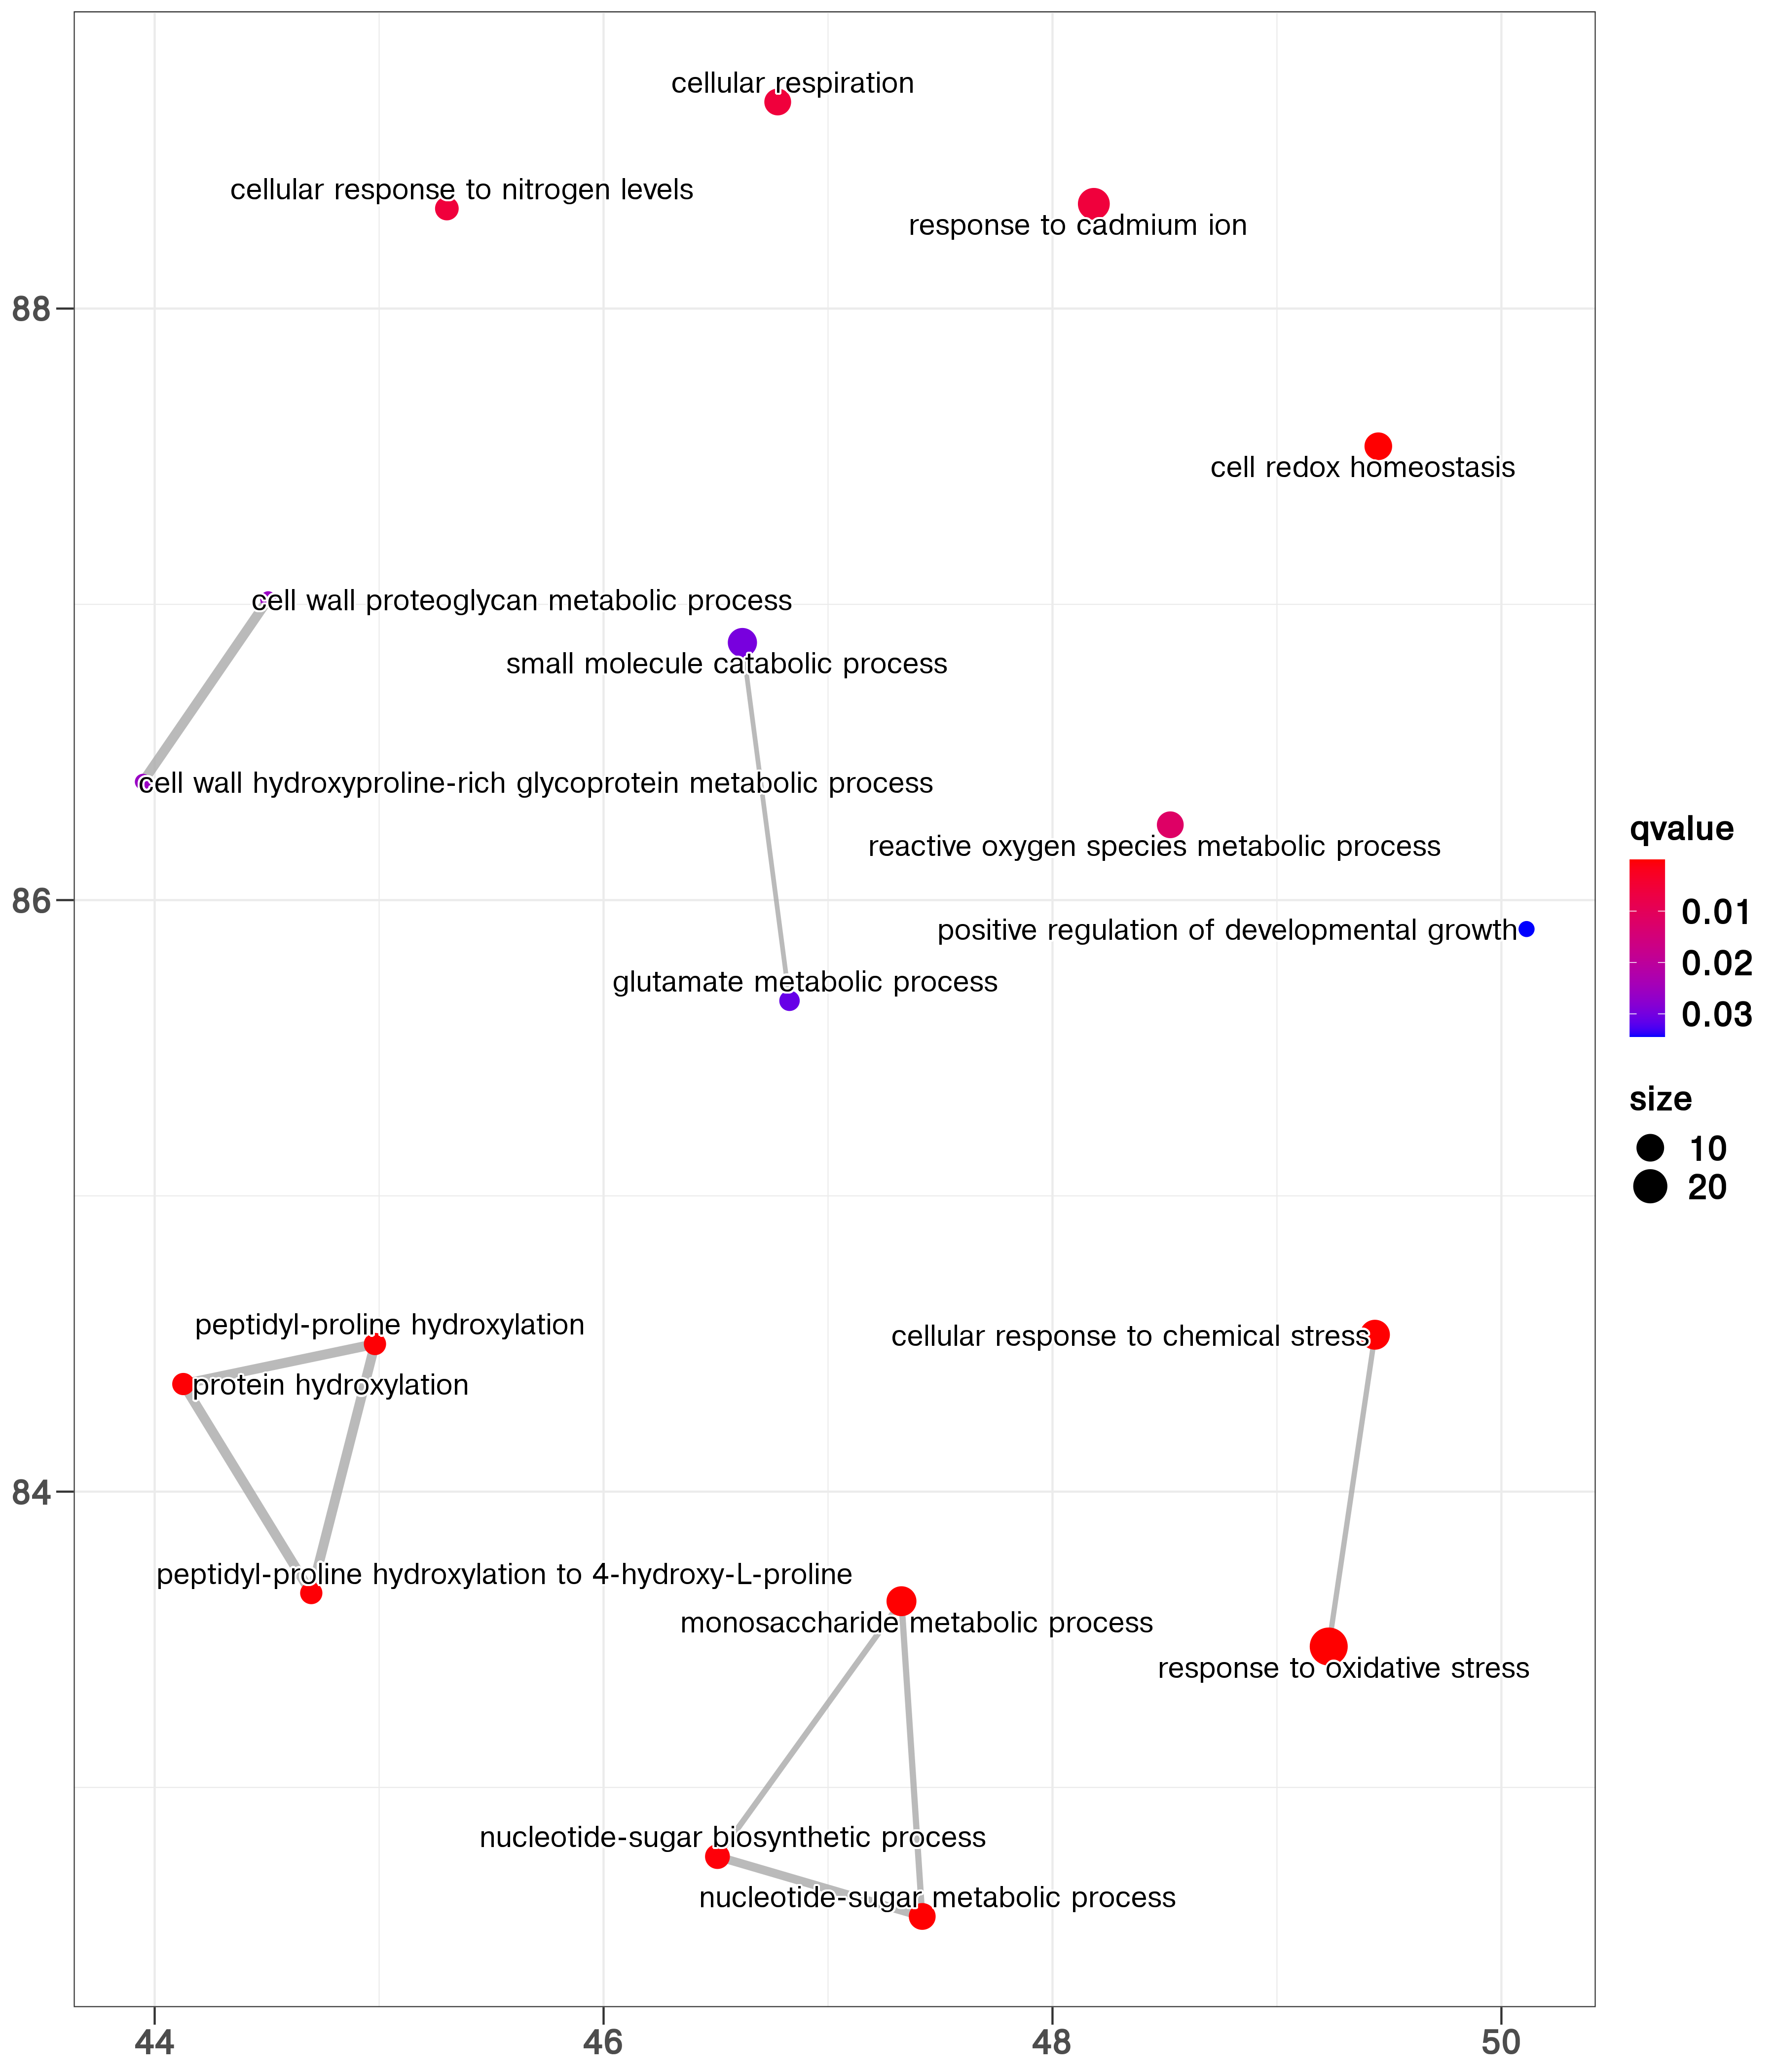 cellular respiration
cellular response to nitrogen levels
response to cadmium ion
88
cell redox homeostasis
cell wall proteoglycan metabolic process
small molecule catabolic process
cell wall hydroxyproline-rich glycoprotein metabolic process
reactive oxygen species metabolic process
86
positive regulation of developmental growth
glutamate metabolic process
peptidyl-proline hydroxylation
cellular response to chemical stress
protein hydroxylation
84
peptidyl-proline hydroxylation to 4-hydroxy-L-proline
monosaccharide metabolic process
response to oxidative stress
nucleotide-sugar biosynthetic process
nucleotide-sugar metabolic process
44 46 48 50
qvalue
0.01
0.02
0.03
size
10
20